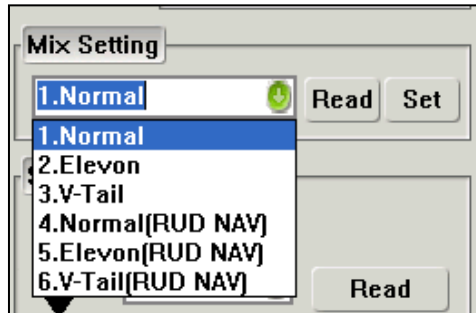 Mix Setting
1.Normal Read Set
1.Normal
2.Elevon
3.V-Tail
4.Normal(RUD NAV)
5.Elevon(RUD NAV)
6.V-Tail(RUD NAV)
Read